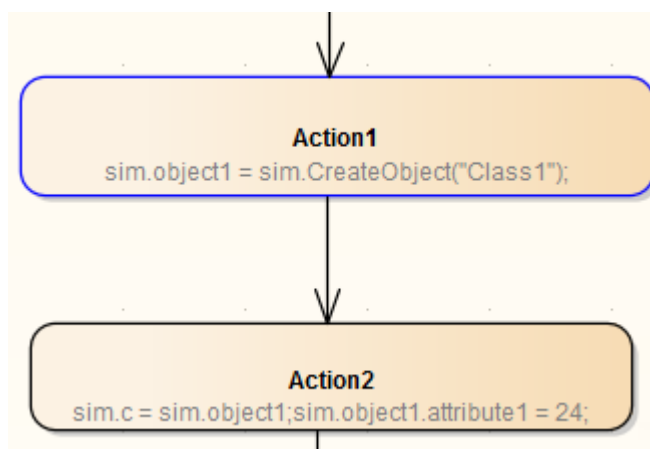 Action1
sim.object1 = sim.CreateObject("Class1");
Action2
sim.c = sim.object1;sim.object1.attribute1 = 24;